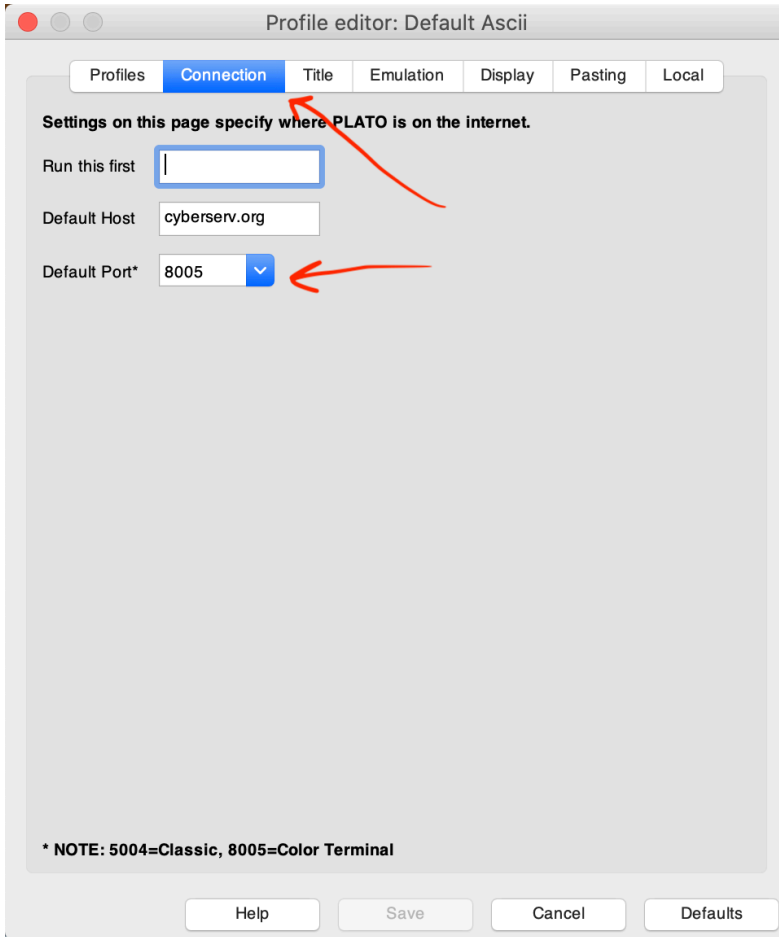 Profile editor: Default Ascii
Profiles Connection Title Emulation Display Pasting Local
Settings on this page specify where PLATO is on the internet.
Run this first
Default Host cyberserv.org
Default Port* 8005
* NOTE: 5004=Classic, 8005=Color Terminal
Help Save Cancel Defaults